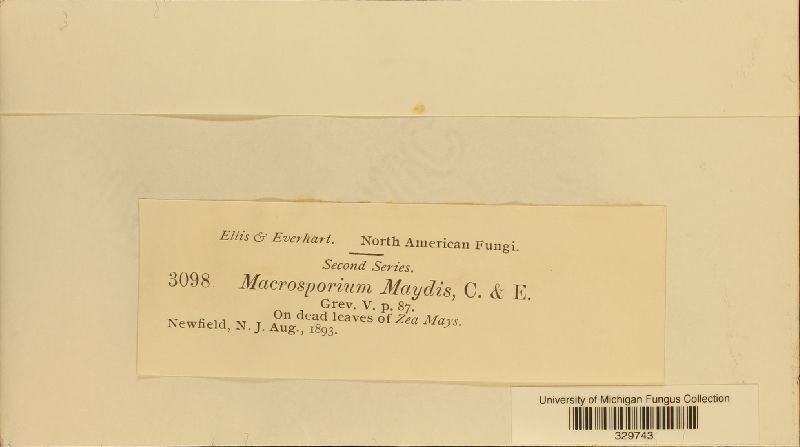 Ellis & Everhart. North American Fungi.
Second Series.
3098 Macrosporium Maydis, C. & E.
Grev. V. p. 87.
On dead leaves of Zea Mays.
Newfield, N. J. Aug., 1893.
University of Michigan Fungus Collection
329743